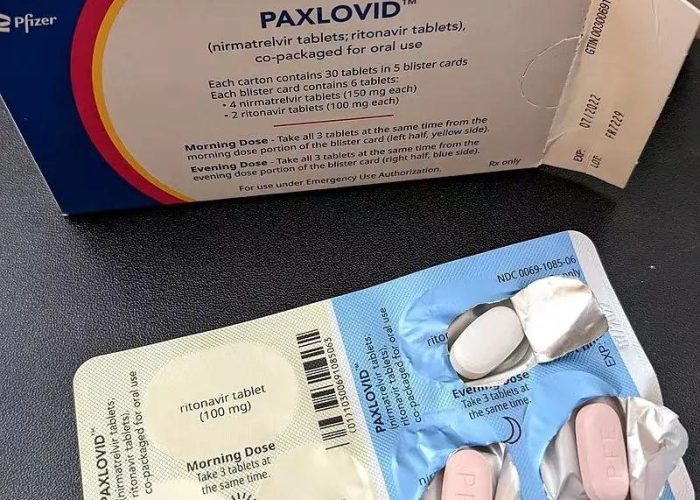 Pfizer
PAXLOVID™
(nirmatrelvir tablets; ritonavir tablets),
co-packaged for oral use
Each carton contains 30 tablets in 5 blister cards
Each blister card contains 6 tablets:
• 4 nirmatrelvir tablets (150 mg each)
• 2 ritonavir tablets (100 mg each)
Morning Dose - Take all 3 tablets at the same time from the
morning dose portion of the blister card (left half, yellow side).
Evening Dose - Take all 3 tablets at the same time from the
evening dose portion of the blister card (right half, blue side).
Rx only
For use under Emergency Use Authorization.
EXP: 07/2022
LOT: FR7229
PAXLOVID™
(nirmatrelvir tablets;
ritonavir tablets),
co-packaged for oral use
ritonavir tablet
(100 mg)
Morning Dose
Take 3 tablets at
the same time.
(01)10300691085063
PAXLOVID™
(nirmatrelvir tablets;
ritonavir tablets),
co-packaged for oral use
NDC 0069-1085-06
only
Evening Dose
Take 3 tablets at
the same time.
EXP
PFE